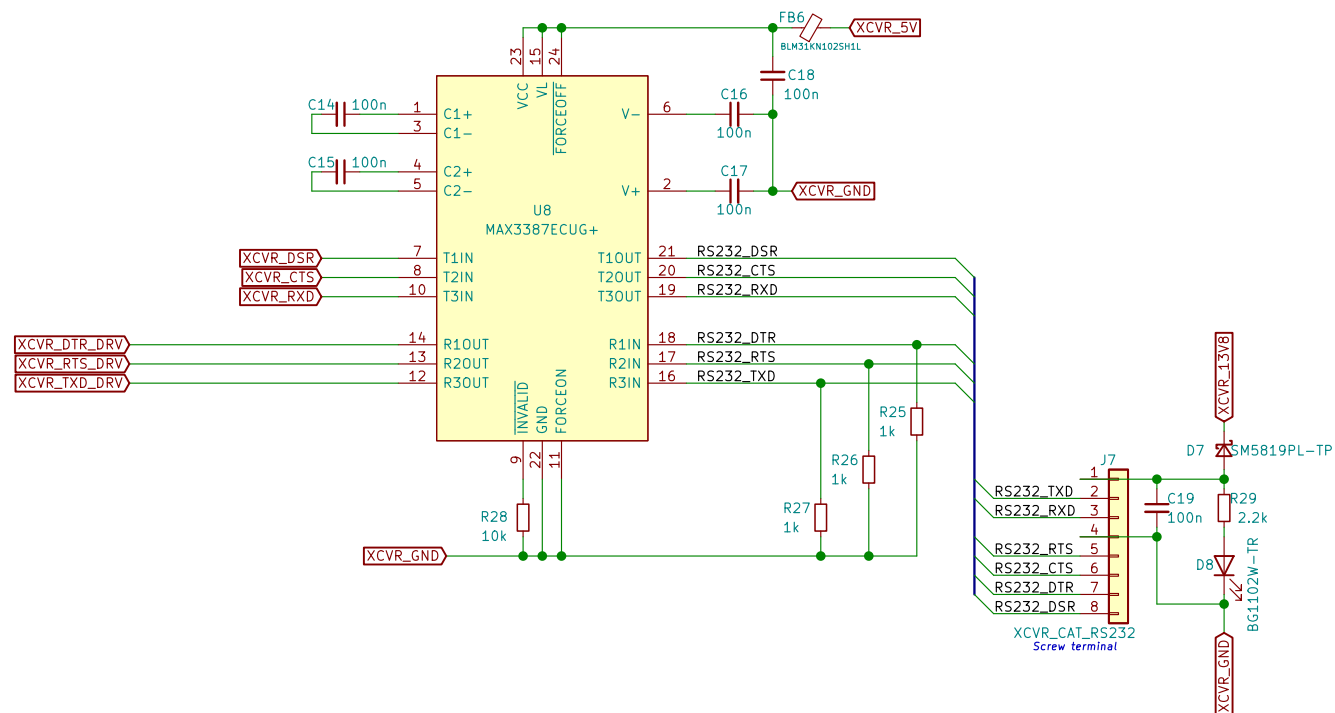 FB6
XCVR_5V
BLM31KN102SH1L
23
15
24
C18
100n
VCC
VL
FORCEOFF
C14 100n
1
C1+
3
C1-
V-
6
C16
100n
C15 100n
4
C2+
5
C2-
V+
2
C17
100n
XCVR_GND
U8
MAX3387ECUG+
XCVR_DSR
7
T1IN
T1OUT
21
RS232_DSR
XCVR_CTS
8
T2IN
T2OUT
20
RS232_CTS
XCVR_RXD
10
T3IN
T3OUT
19
RS232_RXD
XCVR_DTR_DRV
14
R1OUT
R1IN
18
RS232_DTR
XCVR_RTS_DRV
13
R2OUT
R2IN
17
RS232_RTS
XCVR_TXD_DRV
12
R3OUT
R3IN
16
RS232_TXD
INVALID
GND
FORCEON
9
22
11
R25
1k
R26
1k
R27
1k
R28
10k
XCVR_GND
XCVR_13V8
D7
SM5819PL-TP
J7
1
RS232_TXD
2
RS232_RXD
3
4
RS232_RTS
5
RS232_CTS
6
RS232_DTR
7
RS232_DSR
8
C19
100n
R29
2.2k
D8
BG1102W-TR
XCVR_CAT_RS232
Screw terminal
XCVR_GND